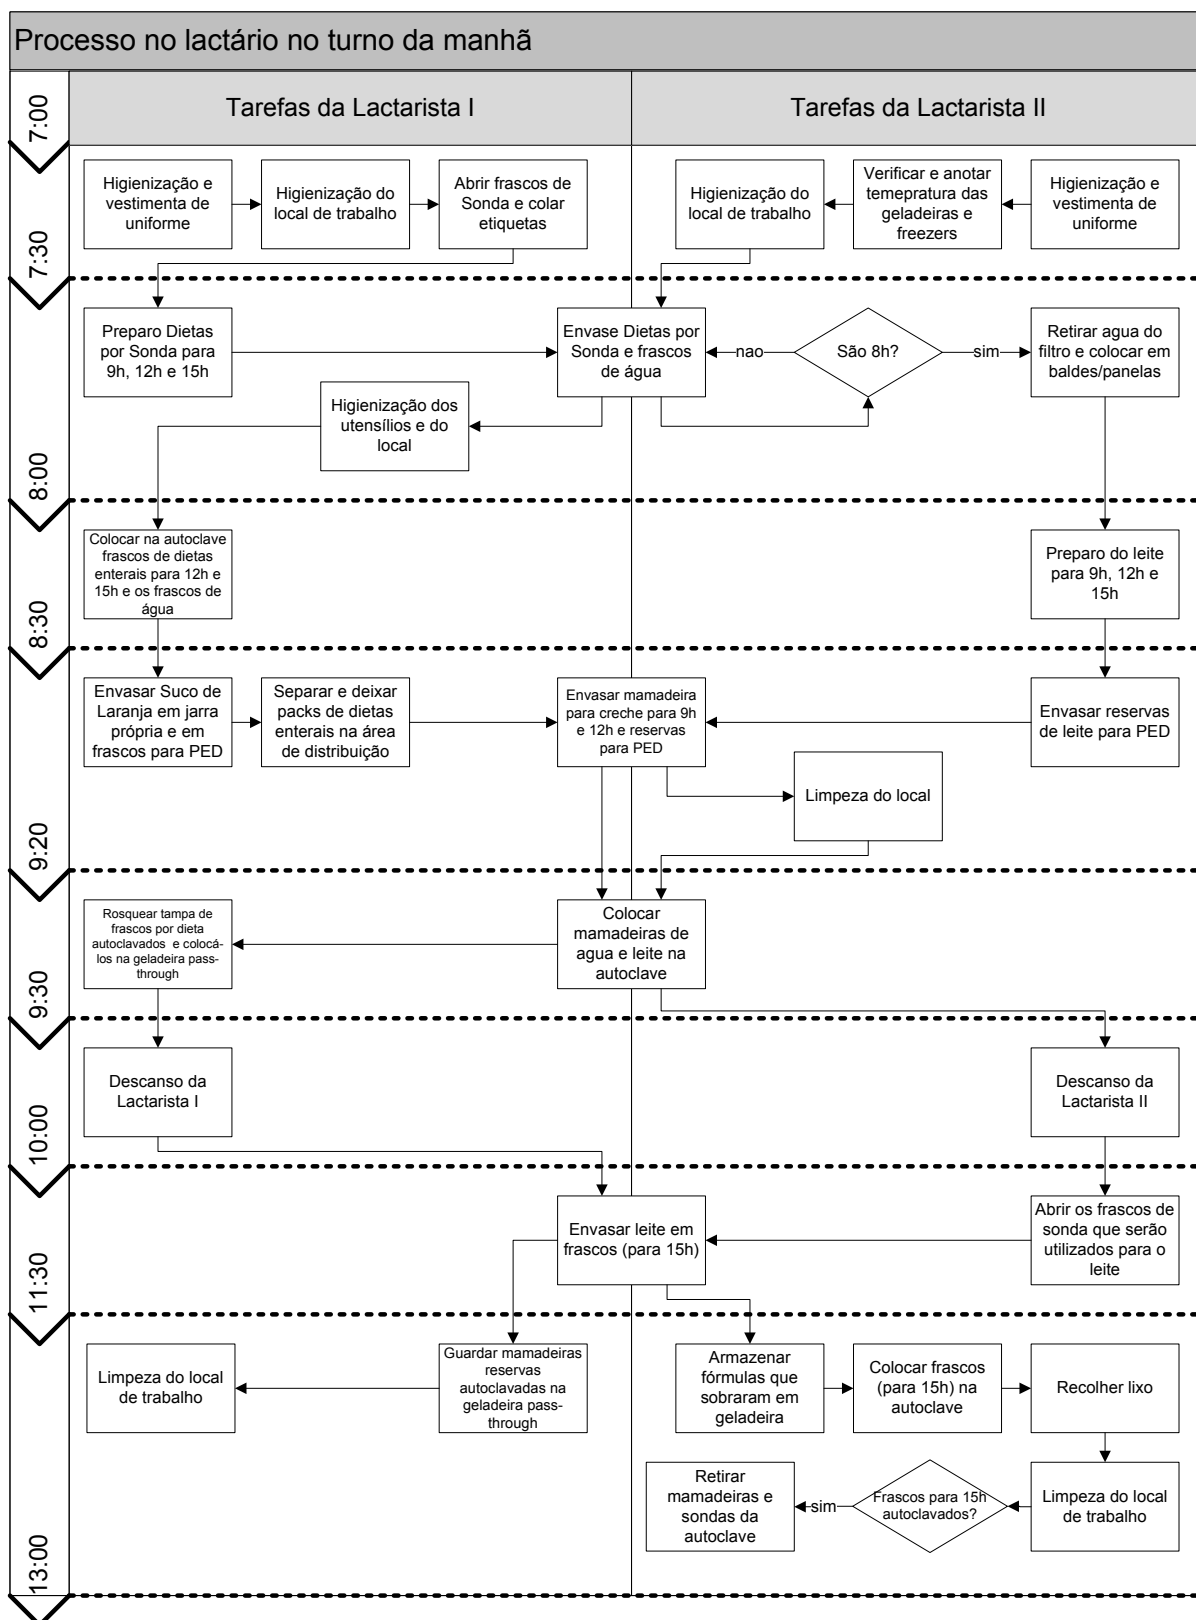 Processo no lactário no turno da manhã
7:00
Tarefas da Lactarista I
Tarefas da Lactarista II
7:30
Higienização e
vestimenta de
uniforme
Higienização do
local de trabalho
Abrir frascos de
Sonda e colar
etiquetas
Higienização do
local de trabalho
Verificar e anotar
temepratura das
geladeiras e
freezers
Higienização e
vestimenta de
uniforme
8:00
Preparo Dietas
por Sonda para
9h, 12h e 15h
Envase Dietas por
Sonda e frascos
de água
nao
São 8h?
sim
Retirar agua do
filtro e colocar em
baldes/panelas
Higienização dos
utensílios e do
local
8:30
Colocar na autoclave
frascos de dietas
enterais para 12h e
15h e os frascos de
água
Preparo do leite
para 9h, 12h e
15h
9:20
Envasar Suco de
Laranja em jarra
própria e em
frascos para PED
Separar e deixar
packs de dietas
enterais na área
de distribuição
Envasar mamadeira
para creche para 9h
e 12h e reservas
para PED
Envasar reservas
de leite para PED
Limpeza do local
9:30
Rosquear tampa de
frascos por dieta
autoclavados e colocá-
los na geladeira pass-
through
Colocar
mamadeiras de
agua e leite na
autoclave
10:00
Descanso da
Lactarista I
Descanso da
Lactarista II
11:30
Envasar leite em
frascos (para 15h)
Abrir os frascos de
sonda que serão
utilizados para o
leite
13:00
Limpeza do local
de trabalho
Guardar mamadeiras
reservas
autoclavadas na
geladeira pass-
through
Armazenar
fórmulas que
sobraram em
geladeira
Colocar frascos
(para 15h) na
autoclave
Recolher lixo
Retirar
mamadeiras e
sondas da
autoclave
sim
Frascos para 15h
autoclavados?
Limpeza do local
de trabalho